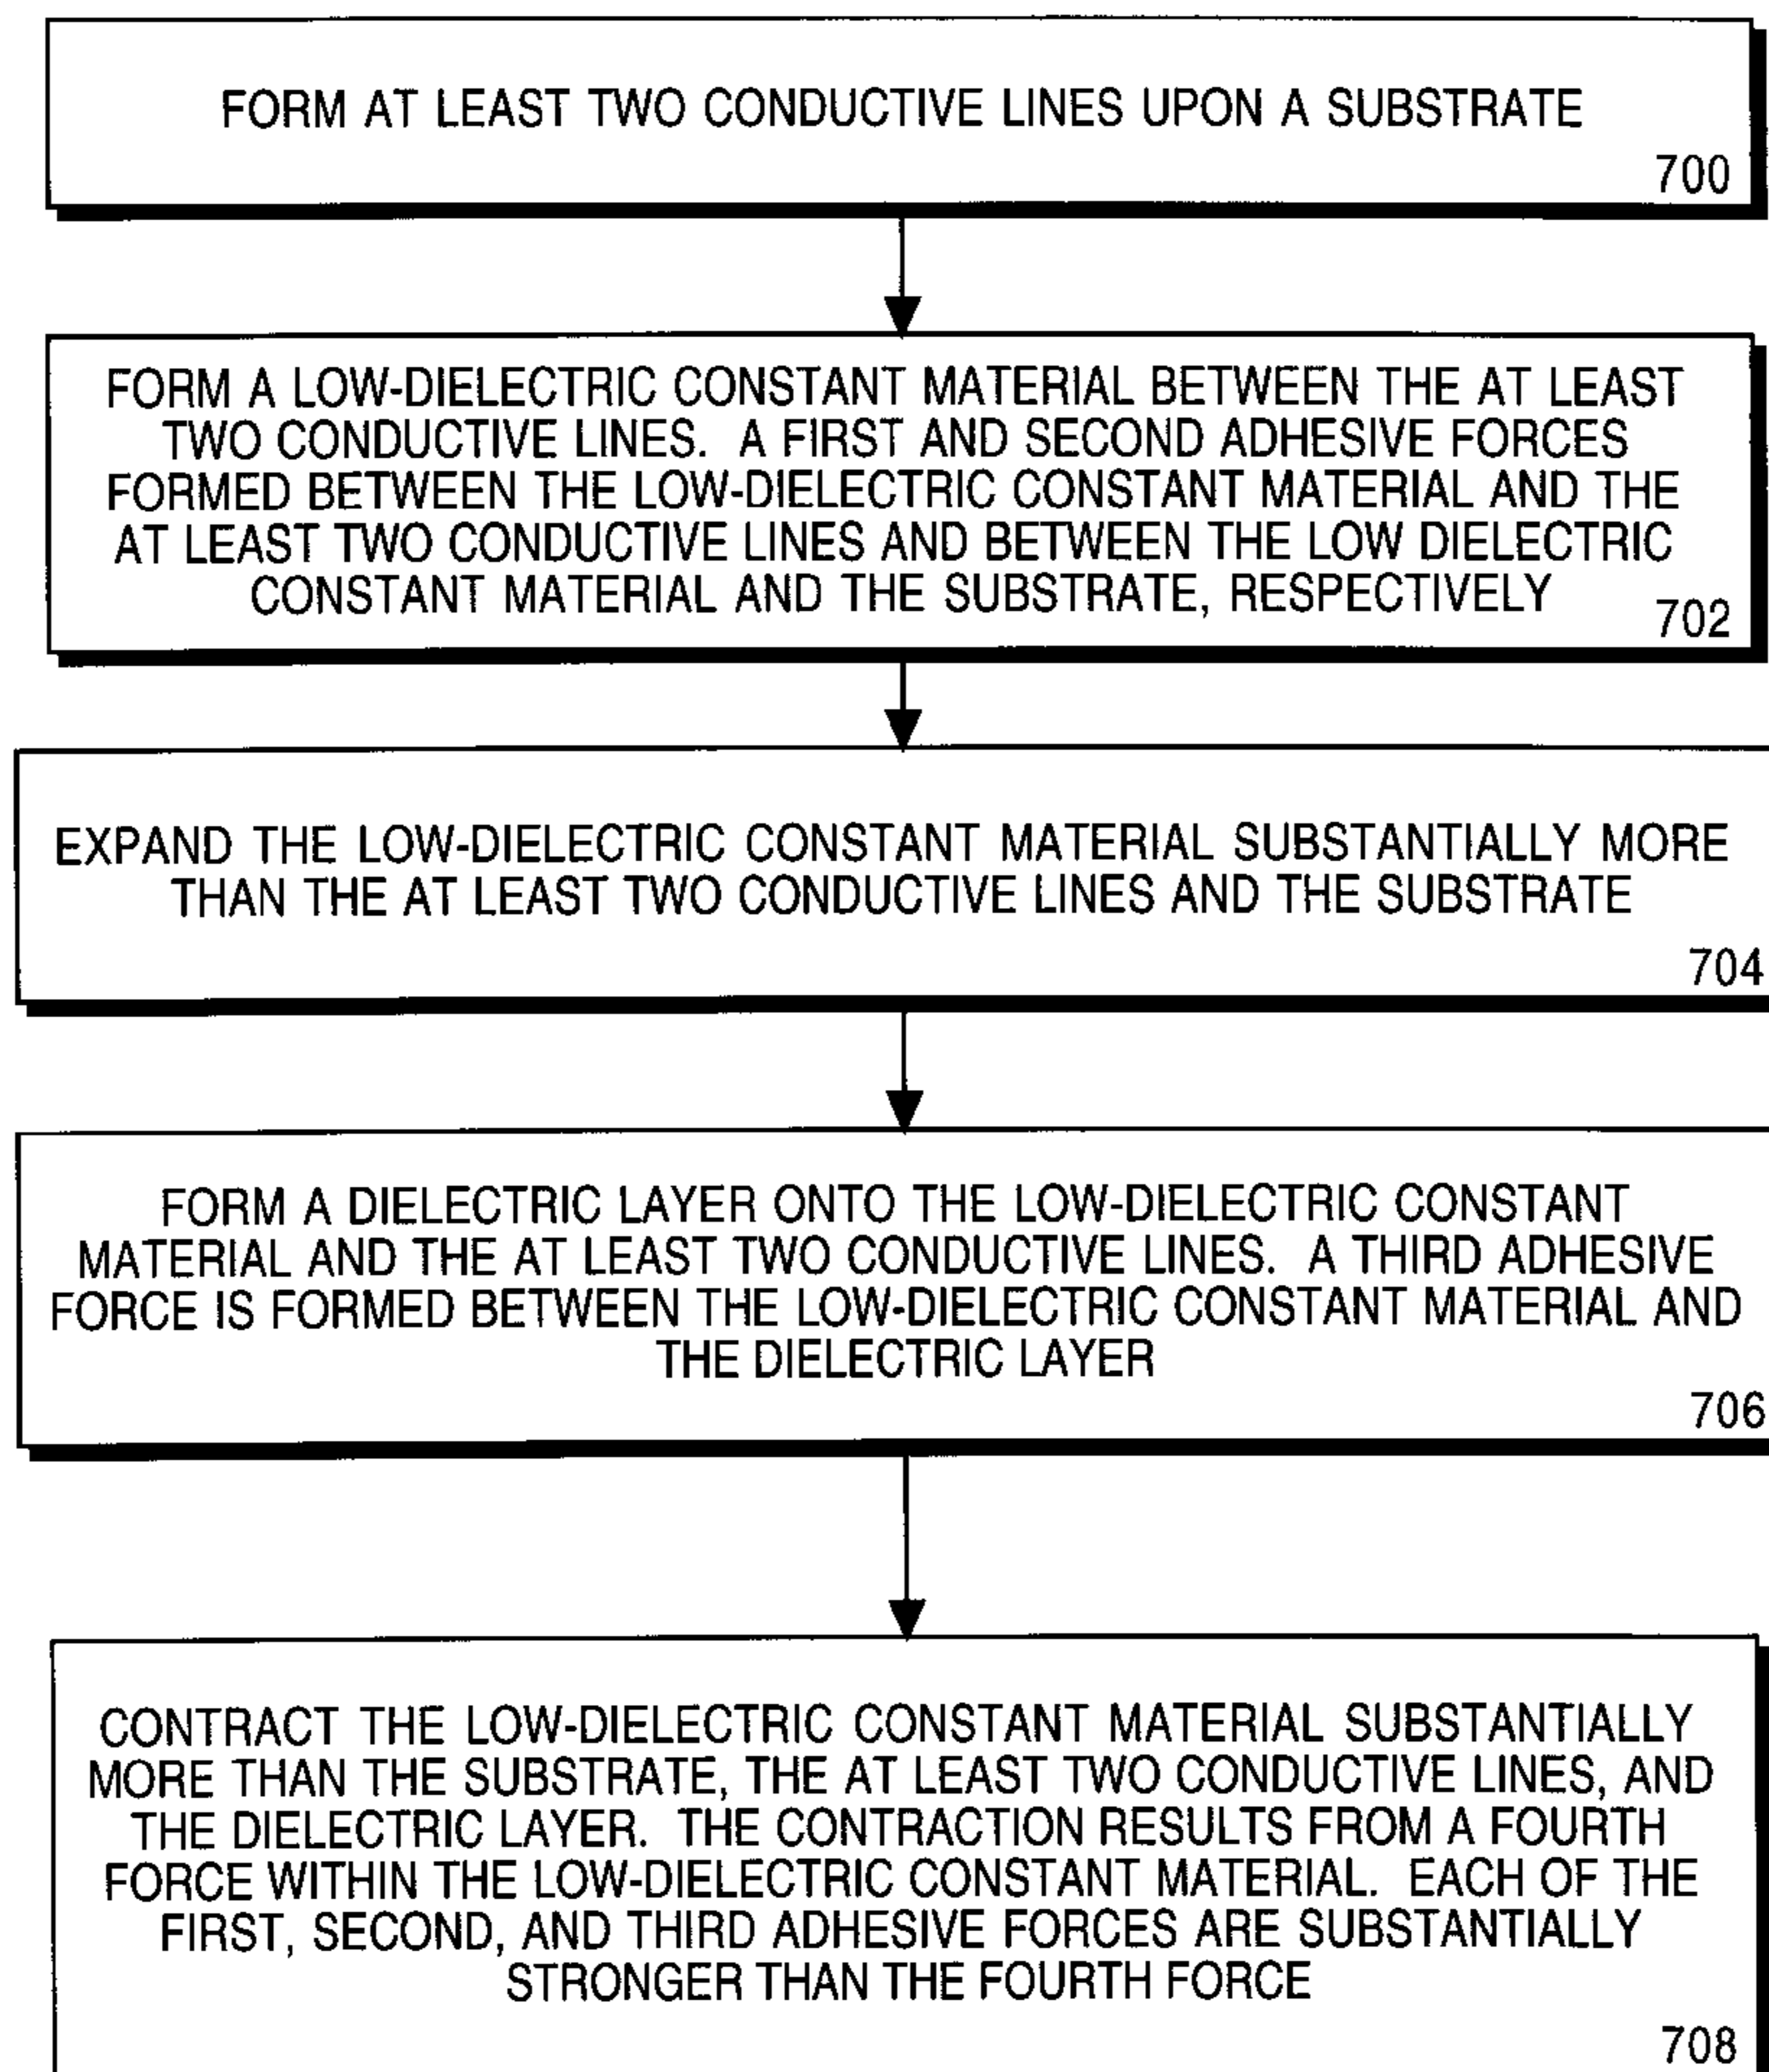 FORM AT LEAST TWO CONDUCTIVE LINES UPON A SUBSTRATE
700
FORM A LOW-DIELECTRIC CONSTANT MATERIAL BETWEEN THE AT LEAST
TWO CONDUCTIVE LINES. A FIRST AND SECOND ADHESIVE FORCES
FORMED BETWEEN THE LOW-DIELECTRIC CONSTANT MATERIAL AND THE
AT LEAST TWO CONDUCTIVE LINES AND BETWEEN THE LOW DIELECTRIC
CONSTANT MATERIAL AND THE SUBSTRATE, RESPECTIVELY
702
EXPAND THE LOW-DIELECTRIC CONSTANT MATERIAL SUBSTANTIALLY MORE
THAN THE AT LEAST TWO CONDUCTIVE LINES AND THE SUBSTRATE
704
FORM A DIELECTRIC LAYER ONTO THE LOW-DIELECTRIC CONSTANT
MATERIAL AND THE AT LEAST TWO CONDUCTIVE LINES. A THIRD ADHESIVE
FORCE IS FORMED BETWEEN THE LOW-DIELECTRIC CONSTANT MATERIAL AND
THE DIELECTRIC LAYER
706
CONTRACT THE LOW-DIELECTRIC CONSTANT MATERIAL SUBSTANTIALLY
MORE THAN THE SUBSTRATE, THE AT LEAST TWO CONDUCTIVE LINES, AND
THE DIELECTRIC LAYER. THE CONTRACTION RESULTS FROM A FOURTH
FORCE WITHIN THE LOW-DIELECTRIC CONSTANT MATERIAL. EACH OF THE
FIRST, SECOND, AND THIRD ADHESIVE FORCES ARE SUBSTANTIALLY
STRONGER THAN THE FOURTH FORCE
708